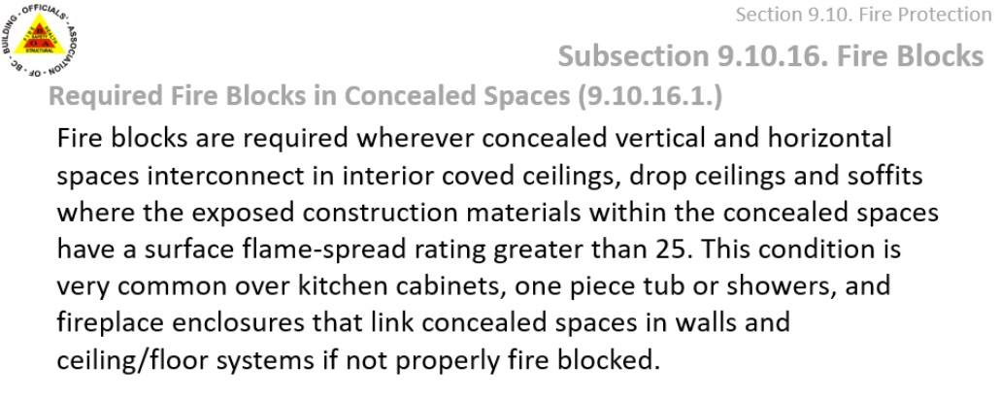 BUILDING · OFFICIALS' · ASSOCIATION · OF · BC ·
SAFETY
B
O A
STRUCTURAL
Section 9.10. Fire Protection
Subsection 9.10.16. Fire Blocks
Required Fire Blocks in Concealed Spaces (9.10.16.1.)
Fire blocks are required wherever concealed vertical and horizontal
spaces interconnect in interior coved ceilings, drop ceilings and soffits
where the exposed construction materials within the concealed spaces
have a surface flame-spread rating greater than 25. This condition is
very common over kitchen cabinets, one piece tub or showers, and
fireplace enclosures that link concealed spaces in walls and
ceiling/floor systems if not properly fire blocked.